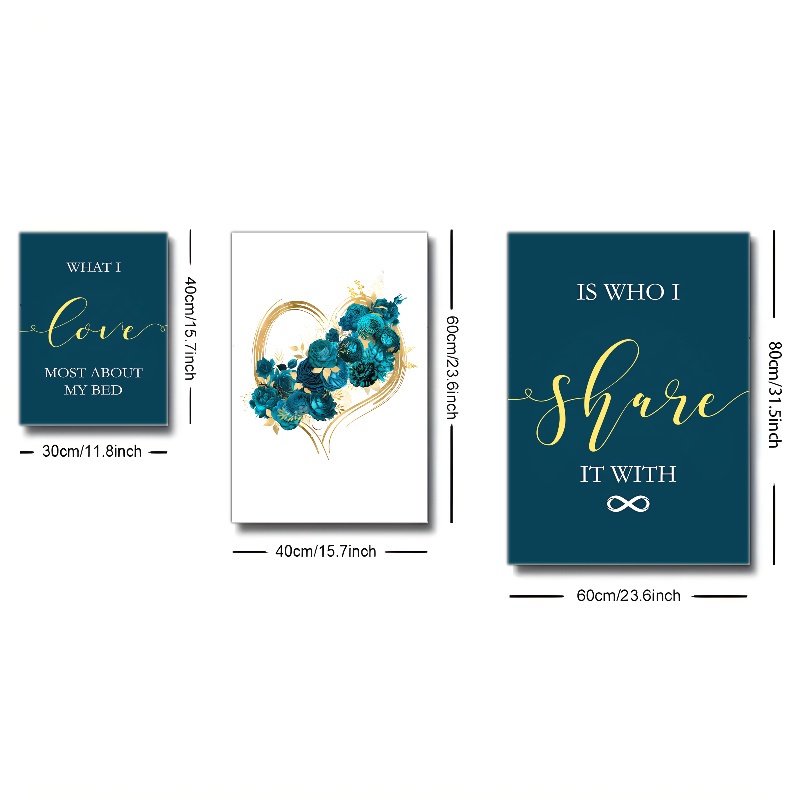 WHAT I
love
MOST ABOUT
MY BED
40cm/15.7inch
30cm/11.8inch
60cm/23.6inch
40cm/15.7inch
IS WHO I
share
IT WITH
80cm/31.5inch
60cm/23.6inch